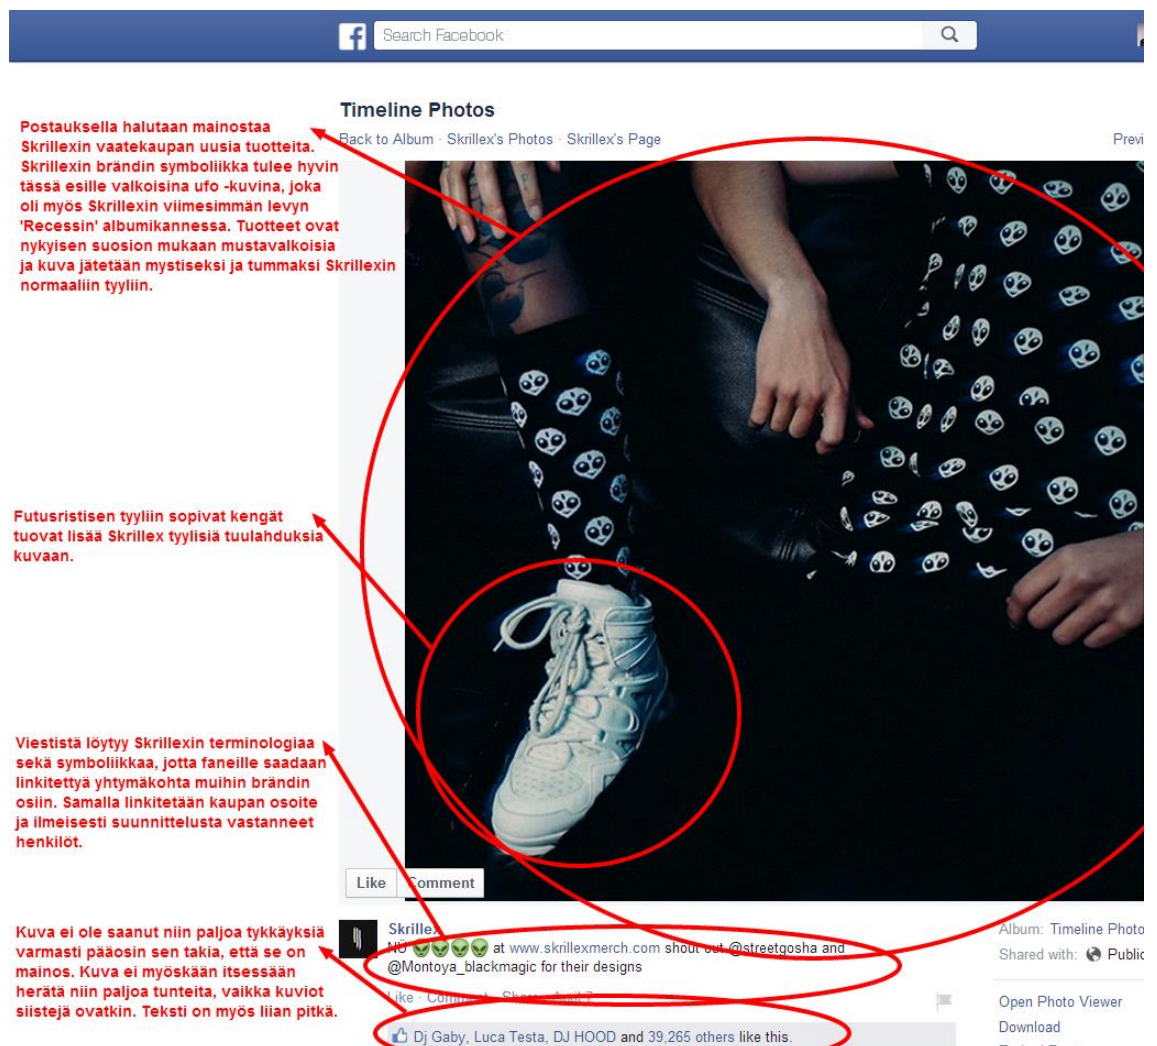 Search Facebook
Timeline Photos
Back to Album · Skrillex's Photos · Skrillex's Page
Previ
Postauksella halutaan mainostaa
Skrillexin vaatekaupan uusia tuotteita.
Skrillexin brändin symboliikka tulee hyvin
tässä esille valkoisina ufo -kuvina, joka
oli myös Skrillexin viimesimmän levyn
'Recessin' albumikannessa. Tuotteet ovat
nykyisen suosion mukaan mustavalkoisia
ja kuva jätetään mystiseksi ja tummaksi Skrillexin
normaaliin tyyliin.
Futusristisen tyyliin sopivat kengät
tuovat lisää Skrillex tyylisiä tuulahduksia
kuvaan.
Viestistä löytyy Skrillexin terminologiaa
sekä symboliikkaa, jotta faneille saadaan
linkitettyä yhtymäkohta muihin brändin
osiin. Samalla linkitetään kaupan osoite
ja ilmeisesti suunnittelusta vastanneet
henkilöt.
Like Comment
Kuva ei ole saanut niin paljoa tykkäyksiä
varmasti pääosin sen takia, että se on
mainos. Kuva ei myöskään itsessään
herätä niin paljoa tunteita, vaikka kuviot
siistejä ovatkin. Teksti on myös liian pitkä.
Skrillex
NÜ 👽👽👽👽 at www.skrillexmerch.com shout out @streetgosha and
@Montoya_blackmagic for their designs
Like · Comment · Share · April 7
Dj Gaby, Luca Testa, DJ HOOD and 39,265 others like this.
Album: Timeline Photo
Shared with: Public
Open Photo Viewer
Download